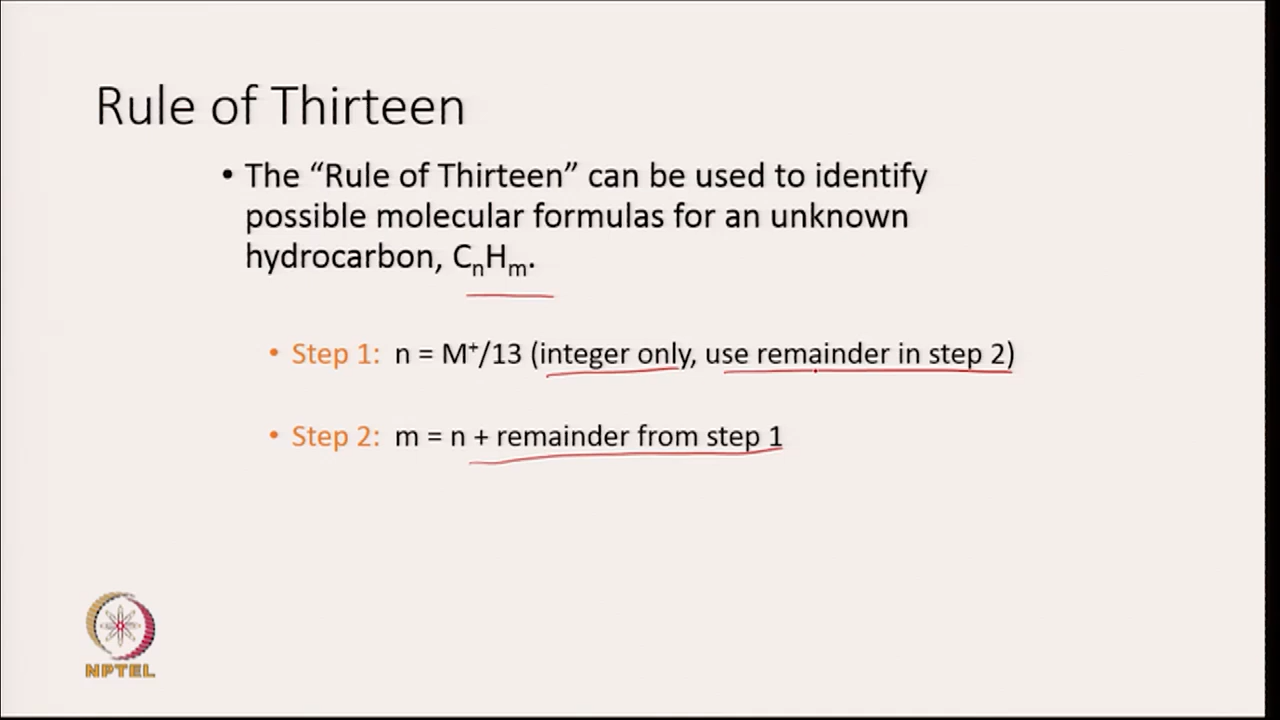 Rule of Thirteen
• The “Rule of Thirteen” can be used to identify
possible molecular formulas for an unknown
hydrocarbon, CnHm.
• Step 1: n = M⁺/13 (integer only, use remainder in step 2)
• Step 2: m = n + remainder from step 1
NPTEL